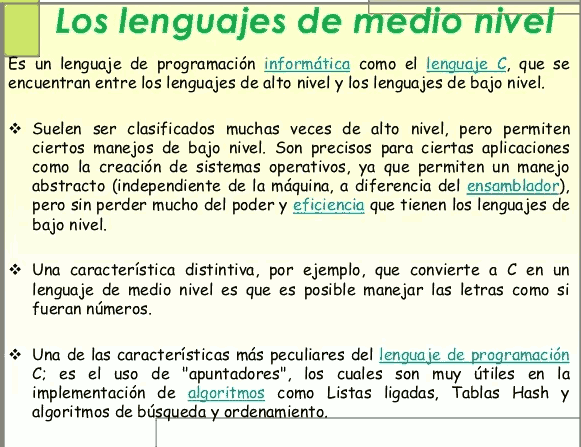 Los lenguajes de medio nivel
Es un lenguaje de programación informática como el lenguaje C, que se
encuentran entre los lenguajes de alto nivel y los lenguajes de bajo nivel.
❖ Suelen ser clasificados muchas veces de alto nivel, pero permiten
ciertos manejos de bajo nivel. Son precisos para ciertas aplicaciones
como la creación de sistemas operativos, ya que permiten un manejo
abstracto (independiente de la máquina, a diferencia del ensamblador),
pero sin perder mucho del poder y eficiencia que tienen los lenguajes de
bajo nivel.
❖ Una característica distintiva, por ejemplo, que convierte a C en un
lenguaje de medio nivel es que es posible manejar las letras como si
fueran números.
❖ Una de las características más peculiares del lenguaje de programación
C; es el uso de "apuntadores", los cuales son muy útiles en la
implementación de algoritmos como Listas ligadas, Tablas Hash y
algoritmos de búsqueda y ordenamiento.